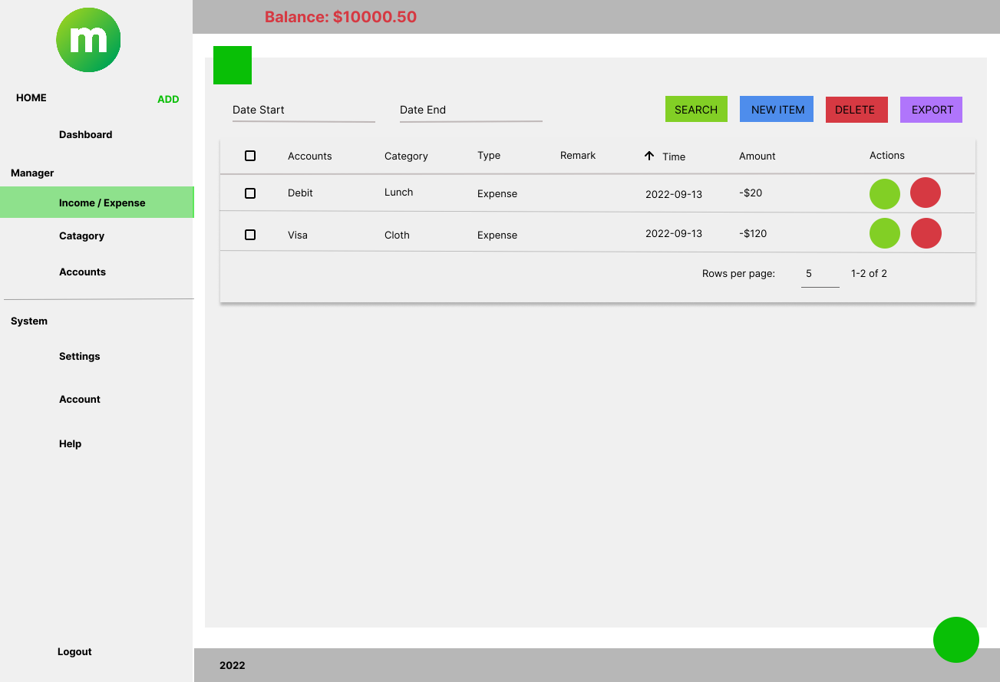 m
Balance: $10000.50
HOME ADD
Dashboard
Manager
Income / Expense
Catagory
Accounts
System
Settings
Account
Help
Logout
Date Start Date End SEARCH NEW ITEM DELETE EXPORT
Accounts Category Type Remark Time Amount Actions
Debit Lunch Expense 2022-09-13 -$20
Visa Cloth Expense 2022-09-13 -$120
Rows per page: 5 1-2 of 2
2022